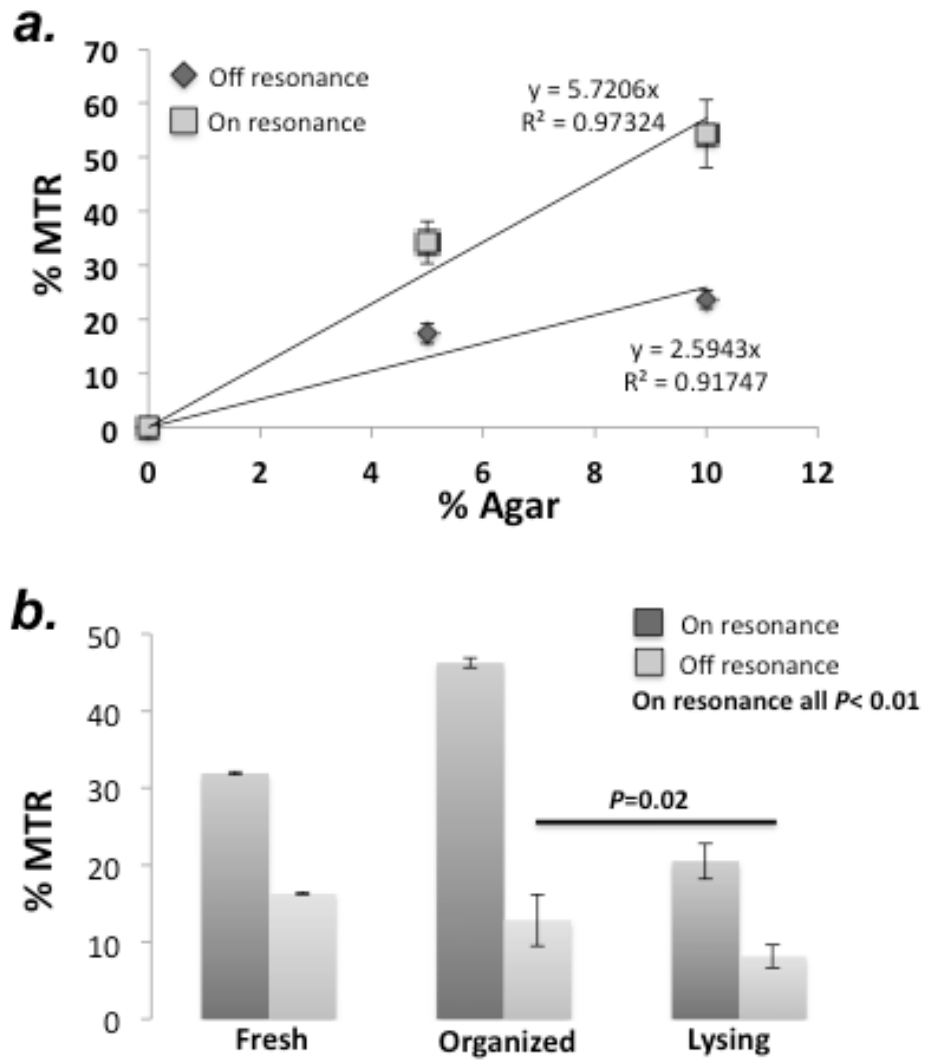 a.
70
60
50
40
30
20
10
0
% MTR
Off resonance
On resonance
y = 5.7206x
R² = 0.97324
y = 2.5943x
R² = 0.91747
0 2 4 6 8 10 12
% Agar
b.
50
40
30
20
10
0
% MTR
On resonance
Off resonance
On resonance all P< 0.01
P=0.02
Fresh Organized Lysing